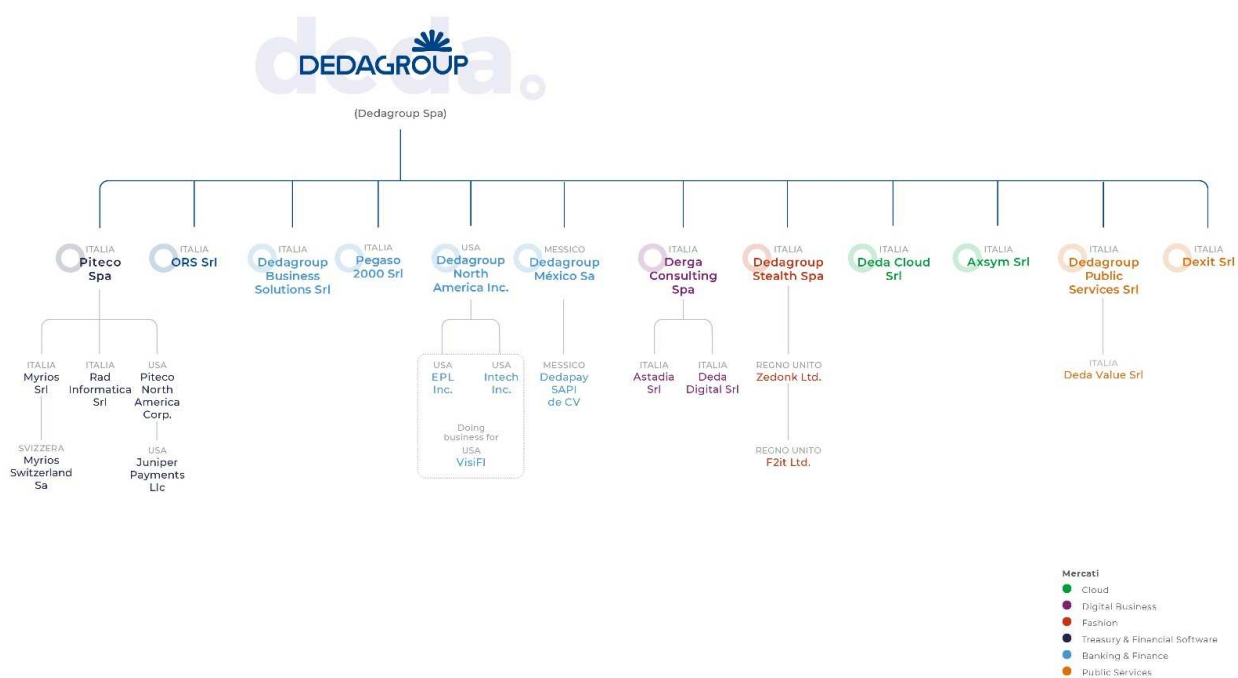 deda.
DEDAGROUP
(Dedagroup Spa)
ITALIA
Piteco
Spa
ITALIA
ORS Srl
ITALIA
Dedagroup
Business
Solutions Srl
ITALIA
Pegaso
2000 Srl
USA
Dedagroup
North
America Inc.
MESSICO
Dedagroup
México Sa
ITALIA
Derga
Consulting
Spa
ITALIA
Dedagroup
Stealth Spa
ITALIA
Deda Cloud
Srl
ITALIA
Axsym Srl
ITALIA
Dedagroup
Public
Services Srl
ITALIA
Dexit Srl
ITALIA
Myrios
Srl
ITALIA
Rad
Informatica
Srl
USA
Piteco
North
America
Corp.
USA
EPL
Inc.
USA
Intech
Inc.
MESSICO
Dedapay
SAPI
de CV
ITALIA
Astadia
Srl
ITALIA
Deda
Digital Srl
REGNO UNITO
Zedonk Ltd.
ITALIA
Deda Value Srl
SVIZZERA
Myrios
Switzerland
Sa
USA
Juniper
Payments
Llc
Doing
business for
USA
VisiFI
REGNO UNITO
F2it Ltd.
Mercati
Cloud
Digital Business
Fashion
Treasury & Financial Software
Banking & Finance
Public Services